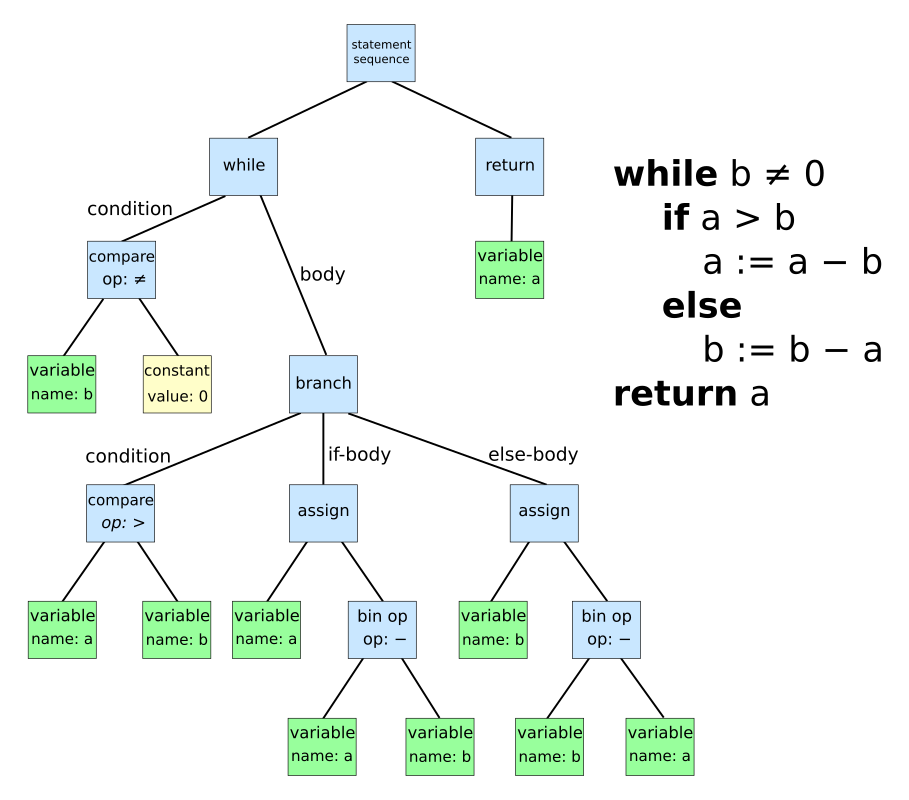 statement
sequence
while
return
condition
compare
op: ≠
body
variable
name: a
variable
name: b
constant
value: 0
branch
condition
if-body
else-body
compare
op: >
assign
assign
variable
name: a
variable
name: b
variable
name: a
bin op
op: −
variable
name: b
bin op
op: −
variable
name: a
variable
name: b
variable
name: b
variable
name: a
while b ≠ 0
if a > b
a := a − b
else
b := b − a
return a